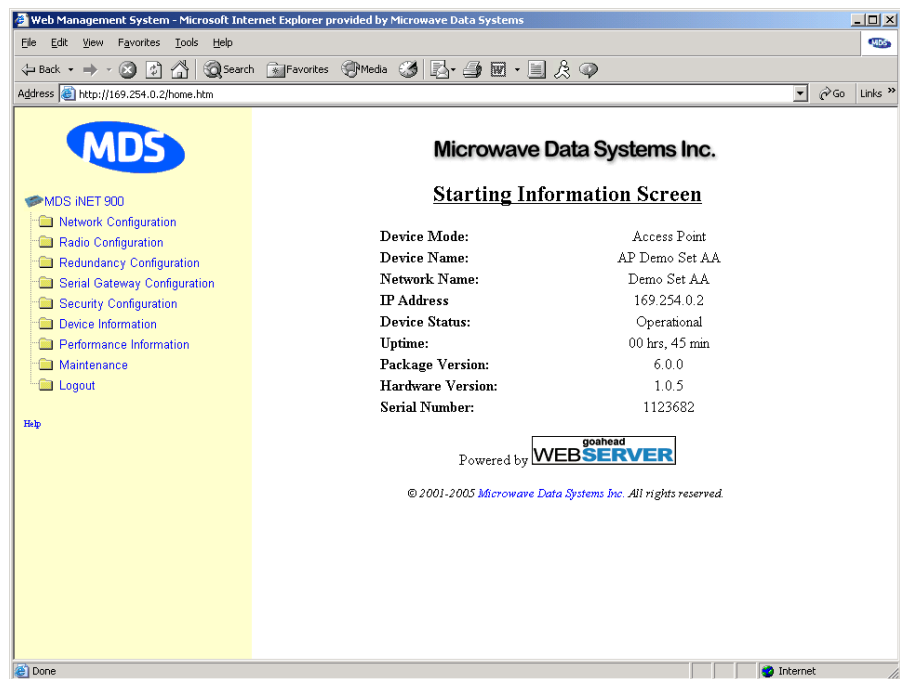 Web Management System - Microsoft Internet Explorer provided by Microwave Data Systems
File Edit View Favorites Tools Help
MDS
Back Search Favorites Media
Address http://169.254.0.2/home.htm Go Links »
MDS
MDS iNET 900
Network Configuration
Radio Configuration
Redundancy Configuration
Serial Gateway Configuration
Security Configuration
Device Information
Performance Information
Maintenance
Logout
Help
Microwave Data Systems Inc.
Starting Information Screen
Device Mode: Access Point
Device Name: AP Demo Set AA
Network Name: Demo Set AA
IP Address 169.254.0.2
Device Status: Operational
Uptime: 00 hrs, 45 min
Package Version: 6.0.0
Hardware Version: 1.0.5
Serial Number: 1123682
Powered by goahead WEBSERVER
© 2001-2005 Microwave Data Systems Inc. All rights reserved.
Done Internet